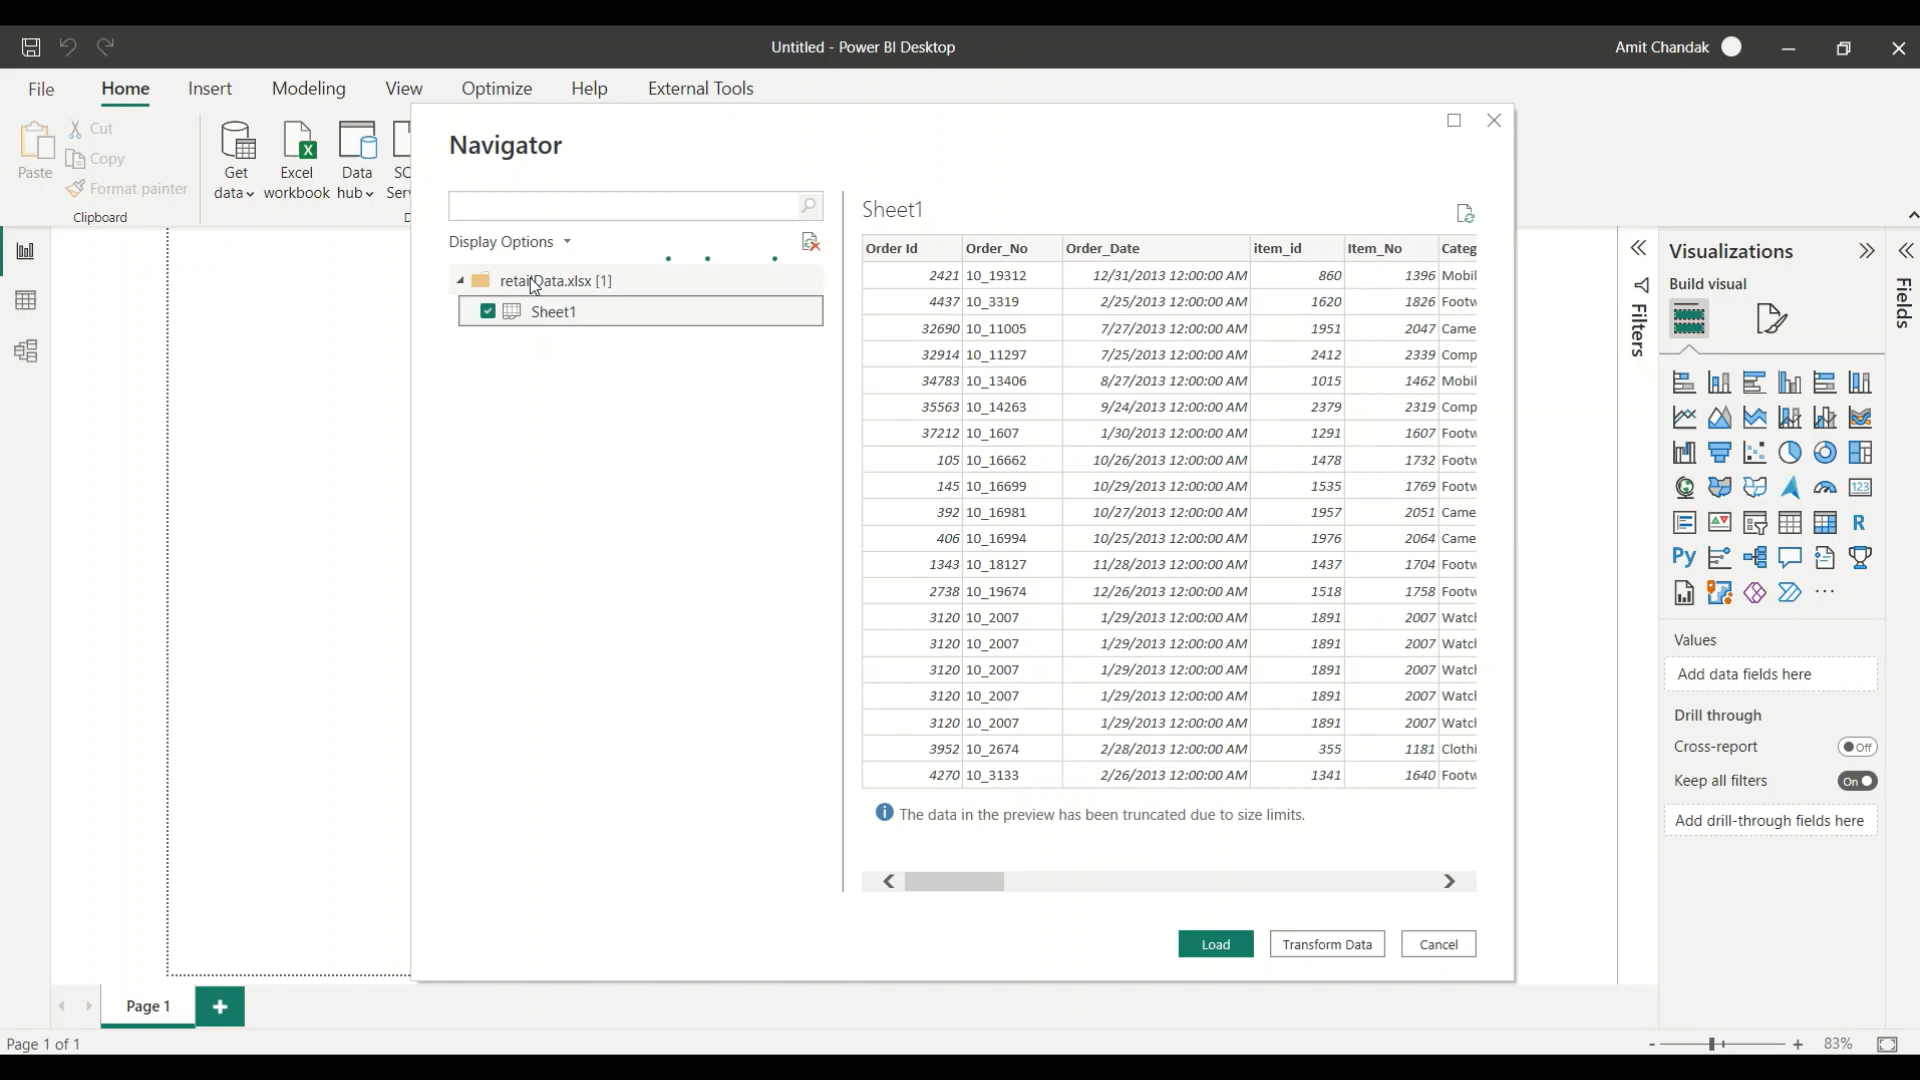 Untitled - Power BI Desktop
Amit Chandak
File Home Insert Modeling View Optimize Help External Tools
Cut
Copy
Format painter
Paste
Clipboard
Get data
Excel workbook
Data hub
Navigator
Display Options
retailData.xlsx [1]
Sheet1
Sheet1
Order Id Order_No Order_Date item_id Item_No Categ
2421 10_19312 12/31/2013 12:00:00 AM 860 1396 Mobil
4437 10_3319 2/25/2013 12:00:00 AM 1620 1826 Footw
32690 10_11005 7/27/2013 12:00:00 AM 1951 2047 Came
32914 10_11297 7/25/2013 12:00:00 AM 2412 2339 Comp
34783 10_13406 8/27/2013 12:00:00 AM 1015 1462 Mobil
35563 10_14263 9/24/2013 12:00:00 AM 2379 2319 Comp
37212 10_1607 1/30/2013 12:00:00 AM 1291 1607 Footw
105 10_16662 10/26/2013 12:00:00 AM 1478 1732 Footw
145 10_16699 10/29/2013 12:00:00 AM 1535 1769 Footw
392 10_16981 10/27/2013 12:00:00 AM 1957 2051 Came
406 10_16994 10/25/2013 12:00:00 AM 1976 2064 Came
1343 10_18127 11/28/2013 12:00:00 AM 1437 1704 Footw
2738 10_19674 12/26/2013 12:00:00 AM 1518 1758 Footw
3120 10_2007 1/29/2013 12:00:00 AM 1891 2007 Watch
3120 10_2007 1/29/2013 12:00:00 AM 1891 2007 Watch
3120 10_2007 1/29/2013 12:00:00 AM 1891 2007 Watch
3120 10_2007 1/29/2013 12:00:00 AM 1891 2007 Watch
3120 10_2007 1/29/2013 12:00:00 AM 1891 2007 Watch
3952 10_2674 2/28/2013 12:00:00 AM 355 1181 Clothi
4270 10_3133 2/26/2013 12:00:00 AM 1341 1640 Footw
The data in the preview has been truncated due to size limits.
Load Transform Data Cancel
Filters
Visualizations
Build visual
123
R
Py
Values
Add data fields here
Drill through
Cross-report Off
Keep all filters On
Add drill-through fields here
Fields
Page 1
Page 1 of 1
83%